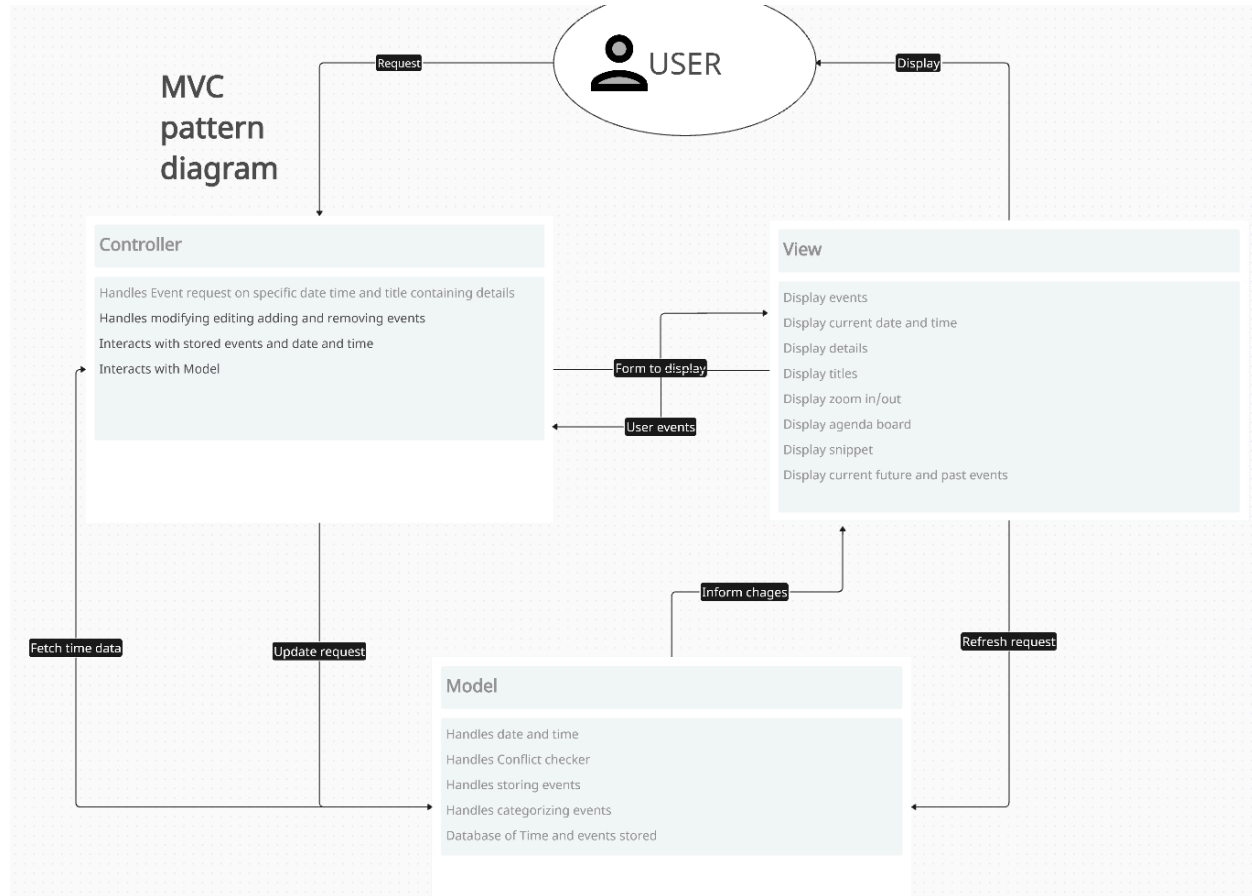 USER
Request
Display
MVC
pattern
diagram
Controller
Handles Event request on specific date time and title containing details
Handles modifying editing adding and removing events
Interacts with stored events and date and time
Interacts with Model
View
Display events
Display current date and time
Display details
Display titles
Display zoom in/out
Display agenda board
Display snippet
Display current future and past events
Form to display
User events
Inform chages
Fetch time data
Update request
Refresh request
Model
Handles date and time
Handles Conflict checker
Handles storing events
Handles categorizing events
Database of Time and events stored